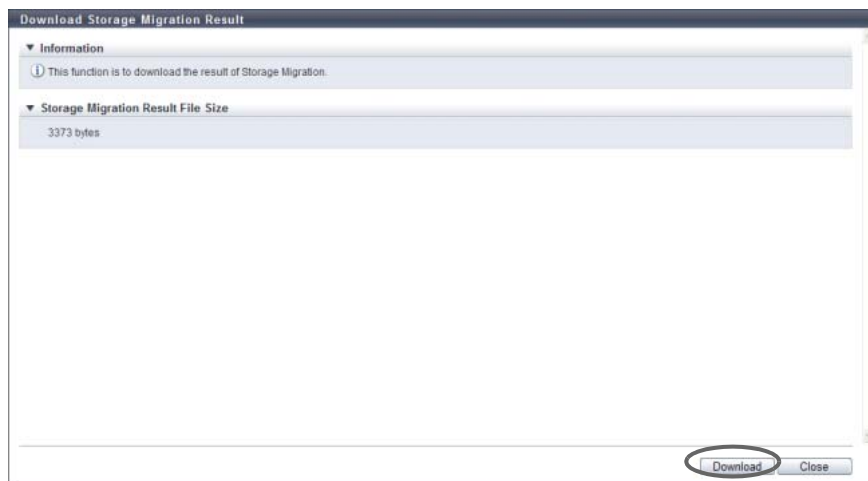 Download Storage Migration Result
Information
This function is to download the result of Storage Migration.
Storage Migration Result File Size
3373 bytes
Download Close